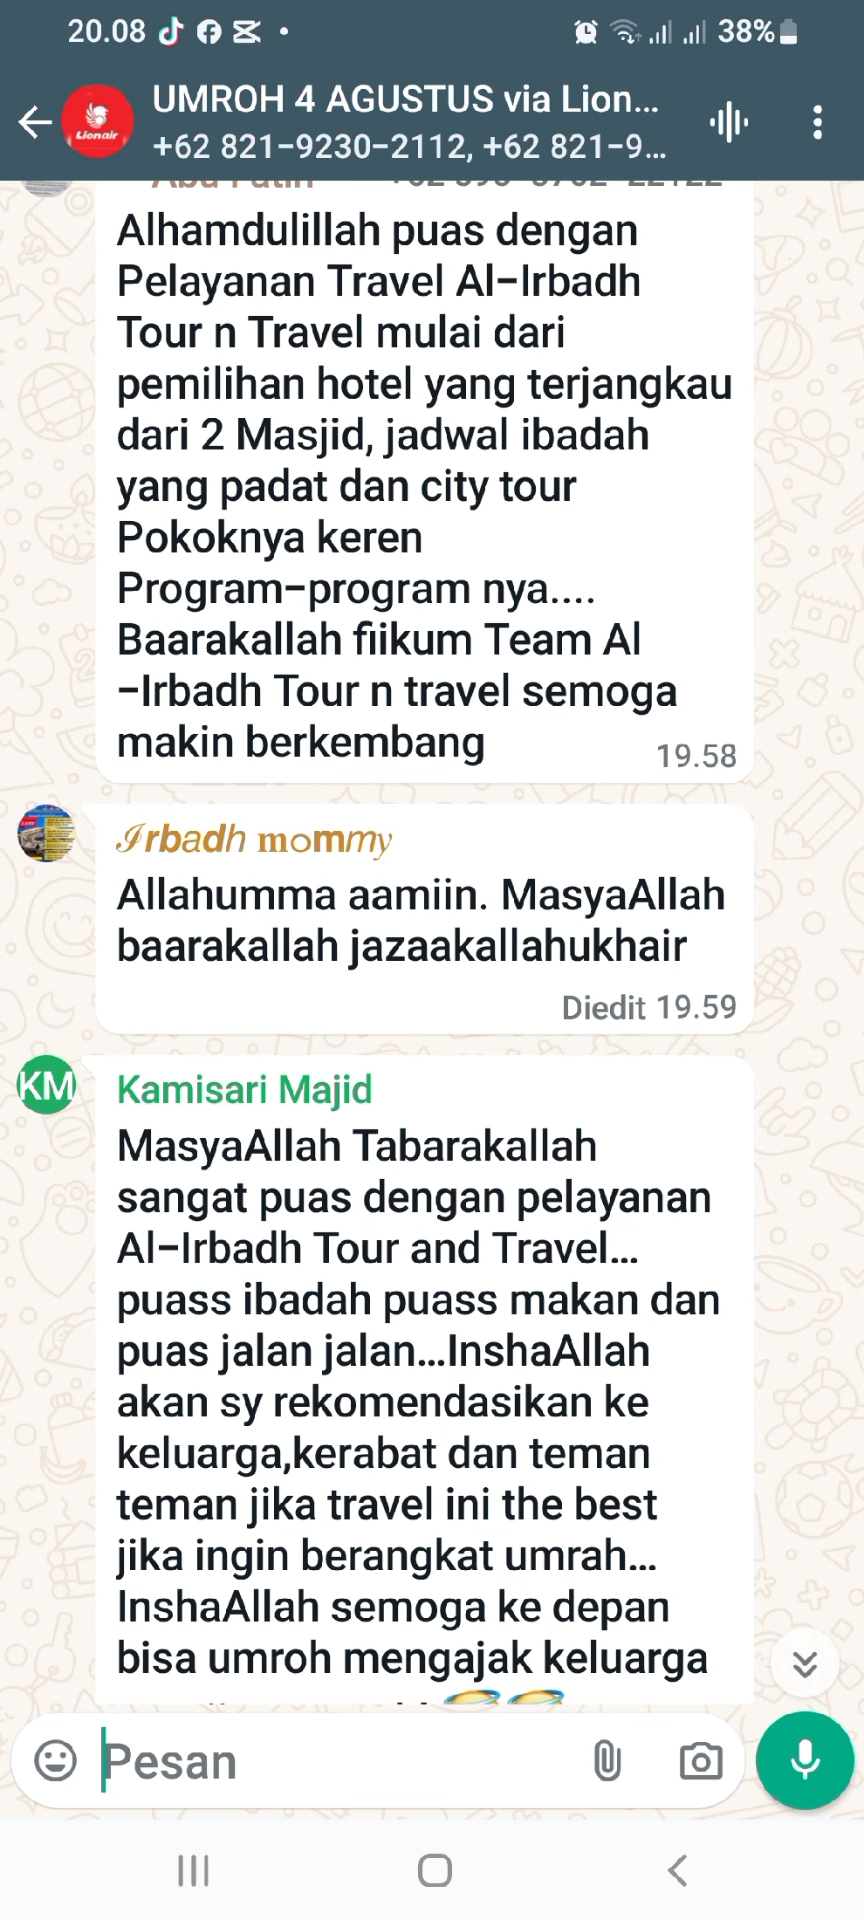 20.08
38%
UMROH 4 AGUSTUS via Lion...
Lionair
+62 821-9230-2112, +62 821-9...
Alhamdulillah puas dengan
Pelayanan Travel Al-Irbadh
Tour n Travel mulai dari
pemilihan hotel yang terjangkau
dari 2 Masjid, jadwal ibadah
yang padat dan city tour
Pokoknya keren
Program-program nya....
Baarakallah fiikum Team Al
-Irbadh Tour n travel semoga
makin berkembang
19.58
Irbadh mommy
Allahumma aamiin. MasyaAllah
baarakallah jazaakallahukhair
Diedit 19.59
KM
Kamisari Majid
MasyaAllah Tabarakallah
sangat puas dengan pelayanan
Al-Irbadh Tour and Travel...
puass ibadah puass makan dan
puas jalan jalan...InshaAllah
akan sy rekomendasikan ke
keluarga,kerabat dan teman
teman jika travel ini the best
jika ingin berangkat umrah...
InshaAllah semoga ke depan
bisa umroh mengajak keluarga
Pesan